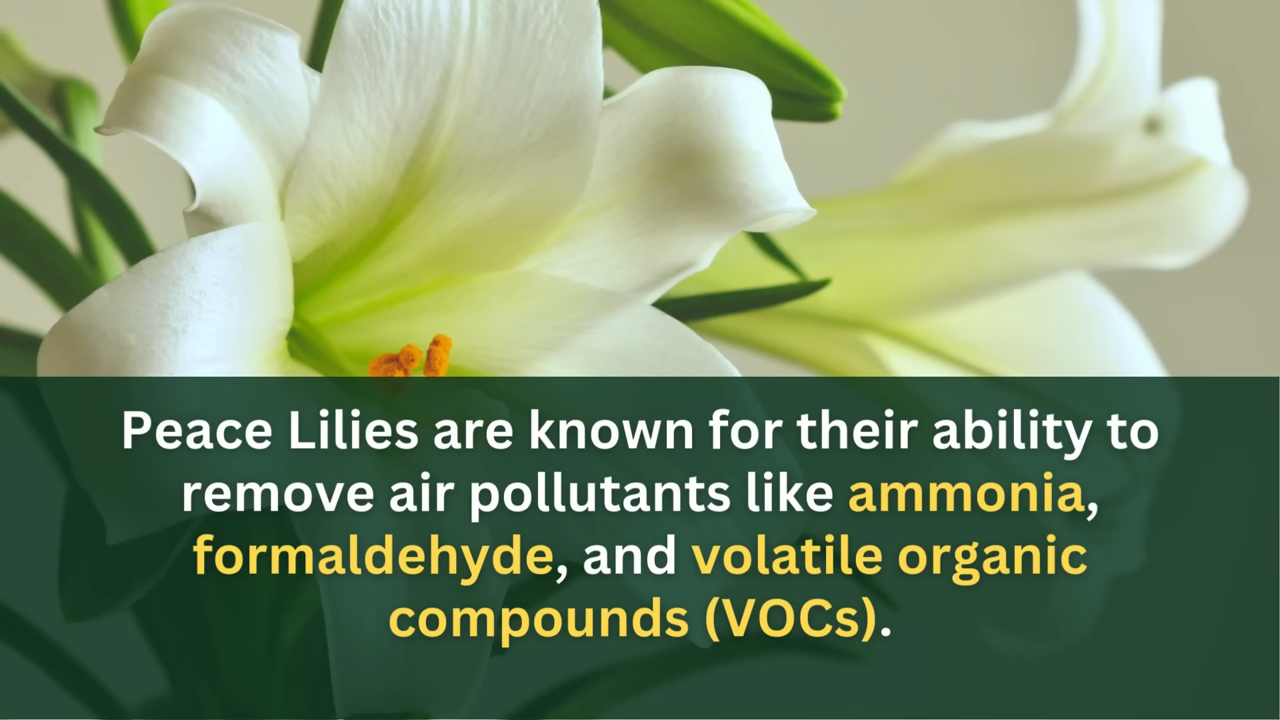 Peace Lilies are known for their ability to
remove air pollutants like ammonia,
formaldehyde, and volatile organic
compounds (VOCs).